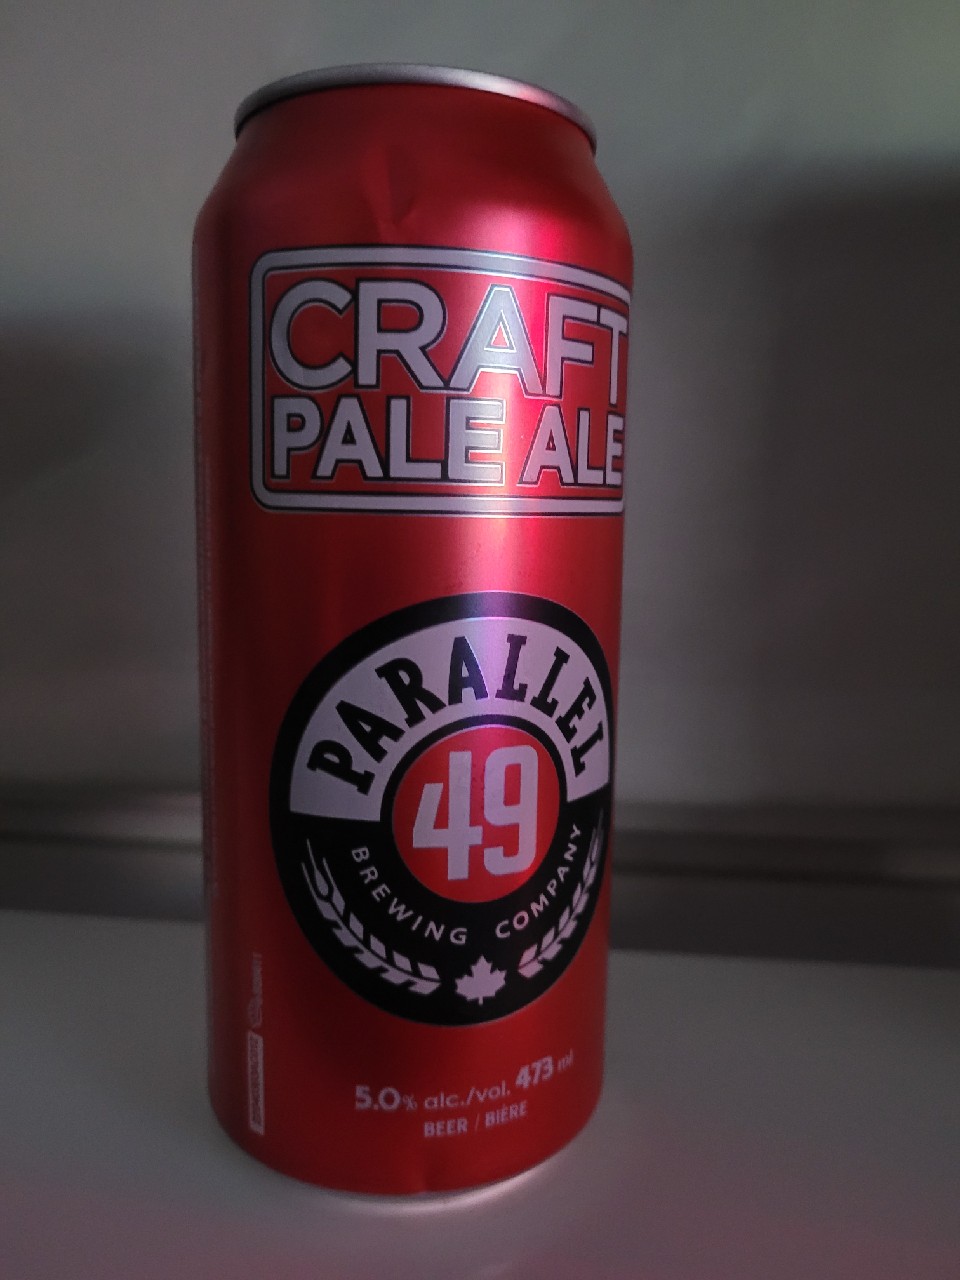 CRAFT
PALE ALE
PARALLEL
49
BREWING COMPANY
5.0% alc./vol. 473 ml
BEER / BIÈRE